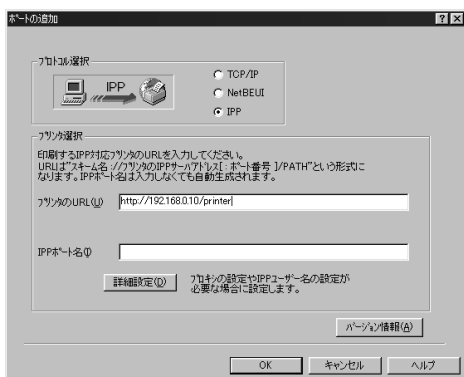 ﾎﾟｰﾄの追加
ﾌﾟﾛﾄｺﾙ選択
IPP
TCP/IP
NetBEUI
IPP
ﾌﾟﾘﾝﾀ選択
印刷するIPP対応ﾌﾟﾘﾝﾀのURLを入力してください。
URLは"ｽｷｰﾑ名://ﾌﾟﾘﾝﾀのIPPｻｰﾊﾞｱﾄﾞﾚｽ[:ﾎﾟｰﾄ番号]/PATH"という形式に
なります。IPPﾎﾟｰﾄ名は入力しなくても自動生成されます。
ﾌﾟﾘﾝﾀのURL(U)
http://192.168.0.10/printer
IPPﾎﾟｰﾄ名(I)
詳細設定(D)
ﾌﾟﾛｷｼの設定やIPPﾕｰｻﾞｰ名の設定が
必要な場合に設定します。
ﾊﾞｰｼﾞｮﾝ情報(A)
OK
ｷｬﾝｾﾙ
ﾍﾙﾌﾟ